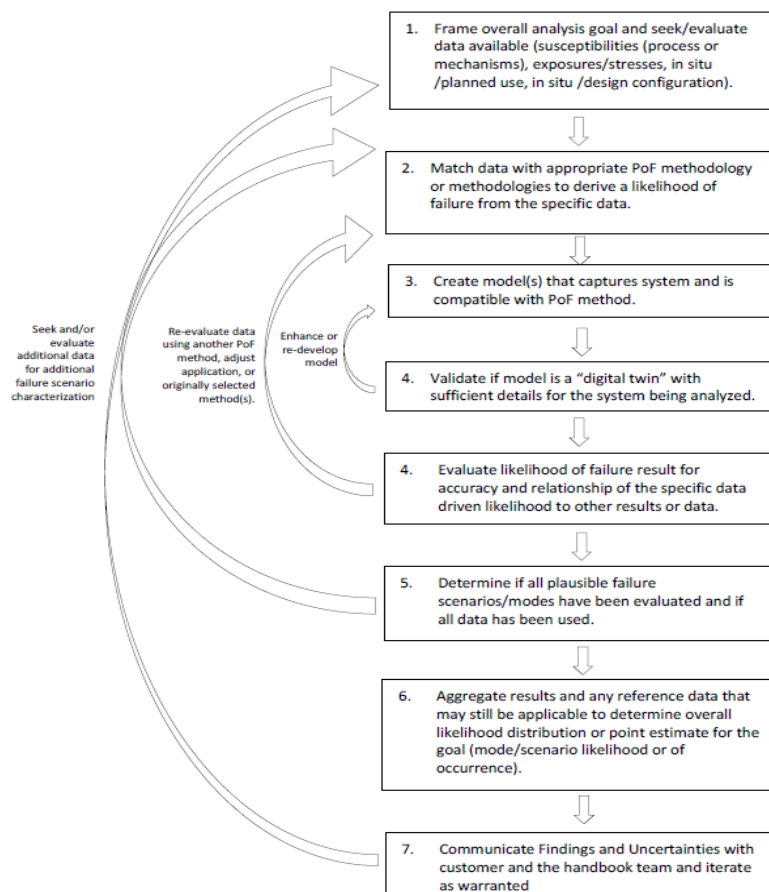 1. Frame overall analysis goal and seek/evaluate
data available (susceptibilities (process or
mechanisms), exposures/stresses, in situ
/planned use, in situ /design configuration).
2. Match data with appropriate PoF methodology
or methodologies to derive a likelihood of
failure from the specific data.
3. Create model(s) that captures system and is
compatible with PoF method.
Seek and/or
evaluate
additional data
for additional
failure scenario
characterization
Re-evaluate data
using another PoF
method, adjust
application, or
originally selected
method(s).
Enhance or
re-develop
model
4. Validate if model is a “digital twin” with
sufficient details for the system being analyzed.
4. Evaluate likelihood of failure result for
accuracy and relationship of the specific data
driven likelihood to other results or data.
5. Determine if all plausible failure
scenarios/modes have been evaluated and if
all data has been used.
6. Aggregate results and any reference data that
may still be applicable to determine overall
likelihood distribution or point estimate for the
goal (mode/scenario likelihood or of
occurrence).
7. Communicate Findings and Uncertainties with
customer and the handbook team and iterate
as warranted